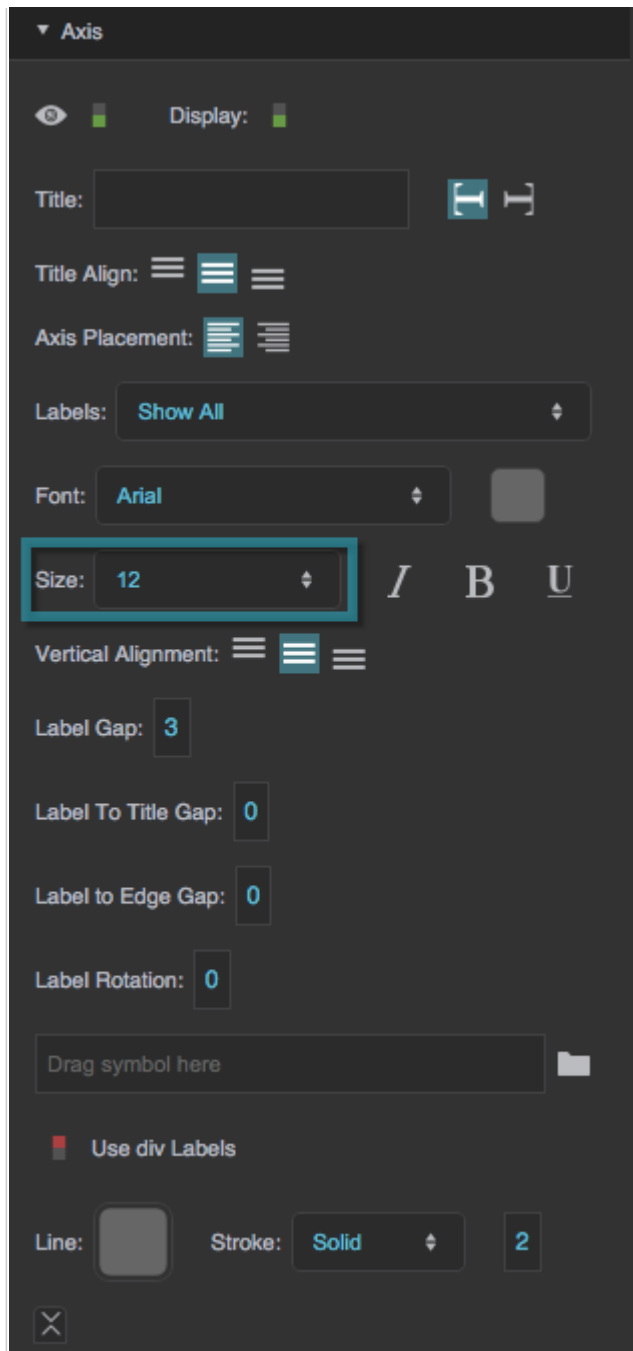 Axis
Display:
Title:
Title Align:
Axis Placement:
Labels: Show All
Font: Arial
Size: 12 I B U
Vertical Alignment:
Label Gap: 3
Label To Title Gap: 0
Label to Edge Gap: 0
Label Rotation: 0
Drag symbol here
Use div Labels
Line: Stroke: Solid 2